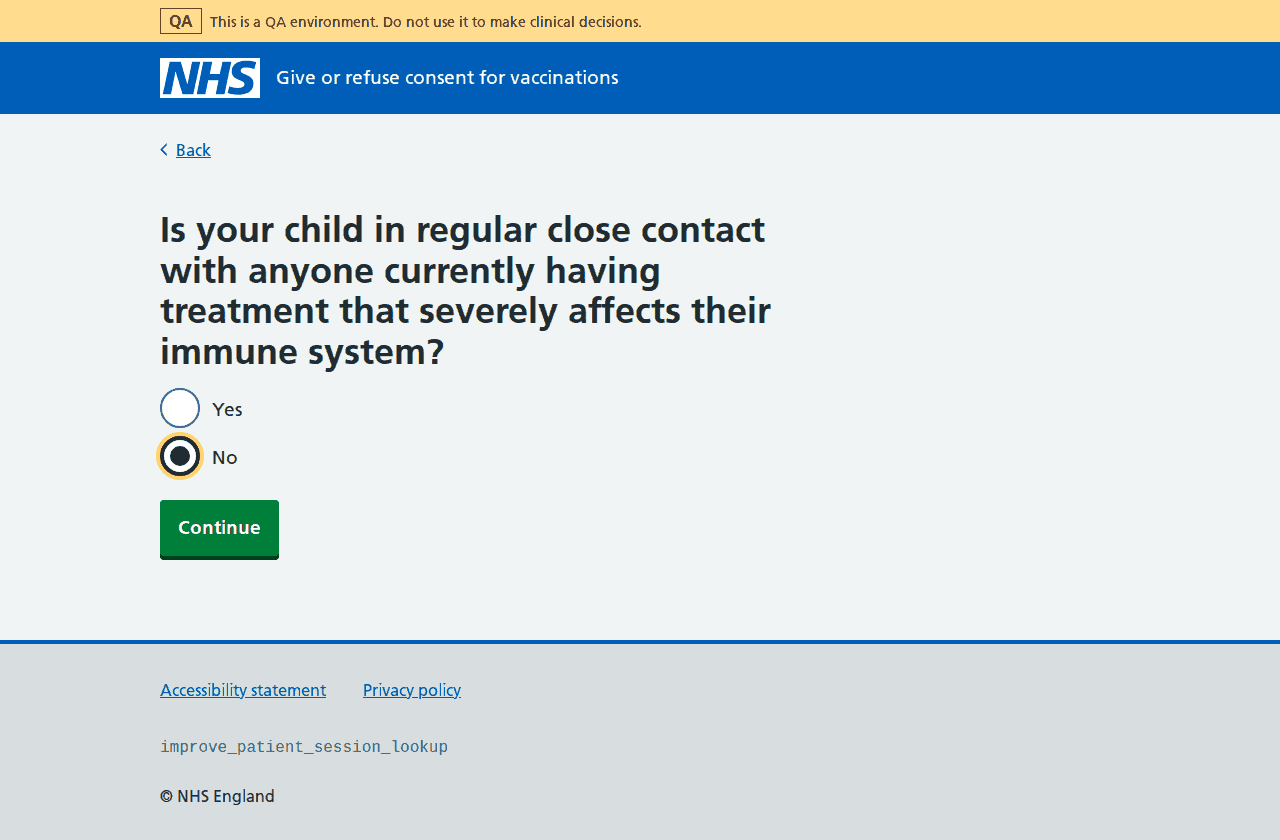 QA This is a QA environment. Do not use it to make clinical decisions.
NHS Give or refuse consent for vaccinations
Back
Is your child in regular close contact
with anyone currently having
treatment that severely affects their
immune system?
Yes
No
Continue
Accessibility statement Privacy policy
improve_patient_session_lookup
© NHS England